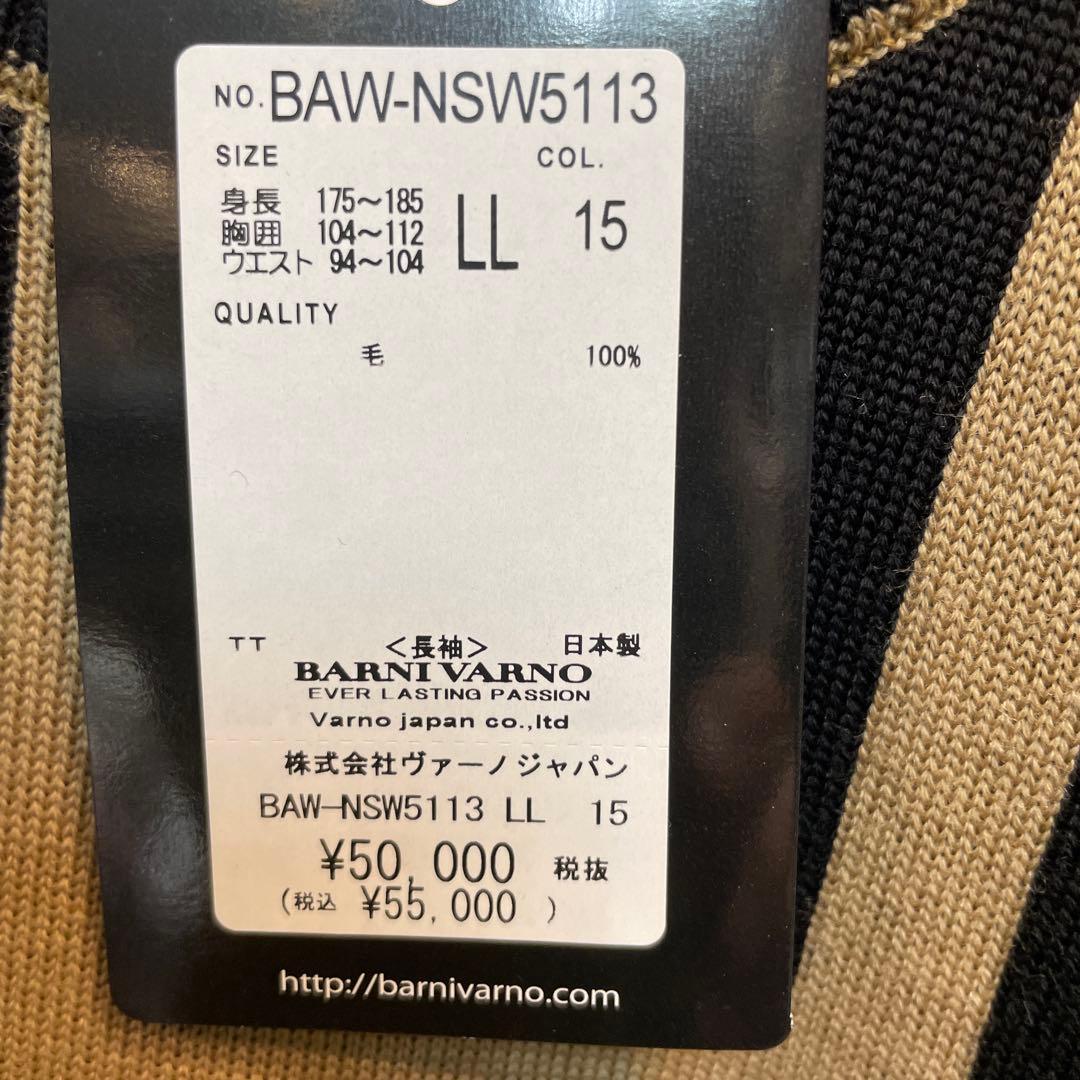 NO. BAW-NSW5113
SIZE COL.
身長 175～185
胸囲 104～112
ウエスト 94～104
LL 15
QUALITY
毛 100%
TT <長袖> 日本製
BARNI VARNO
EVER LASTING PASSION
Varno japan co.,ltd
株式会社ヴァーノジャパン
BAW-NSW5113 LL 15
¥50,000 税抜
(税込 ¥55,000 )
http://barnivarno.com